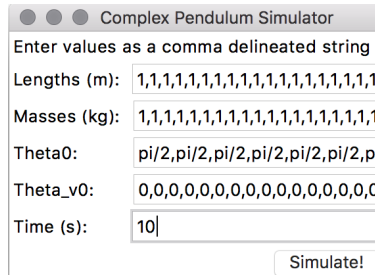 Complex Pendulum Simulator
Enter values as a comma delineated string
Lengths (m): 1,1,1,1,1,1,1,1,1,1,1,1,1,1,1,1,1,1,1,1
Masses (kg): 1,1,1,1,1,1,1,1,1,1,1,1,1,1,1,1,1,1,1,1
Theta0: pi/2,pi/2,pi/2,pi/2,pi/2,pi/2,p
Theta_v0: 0,0,0,0,0,0,0,0,0,0,0,0,0,0,0,0
Time (s): 10
Simulate!